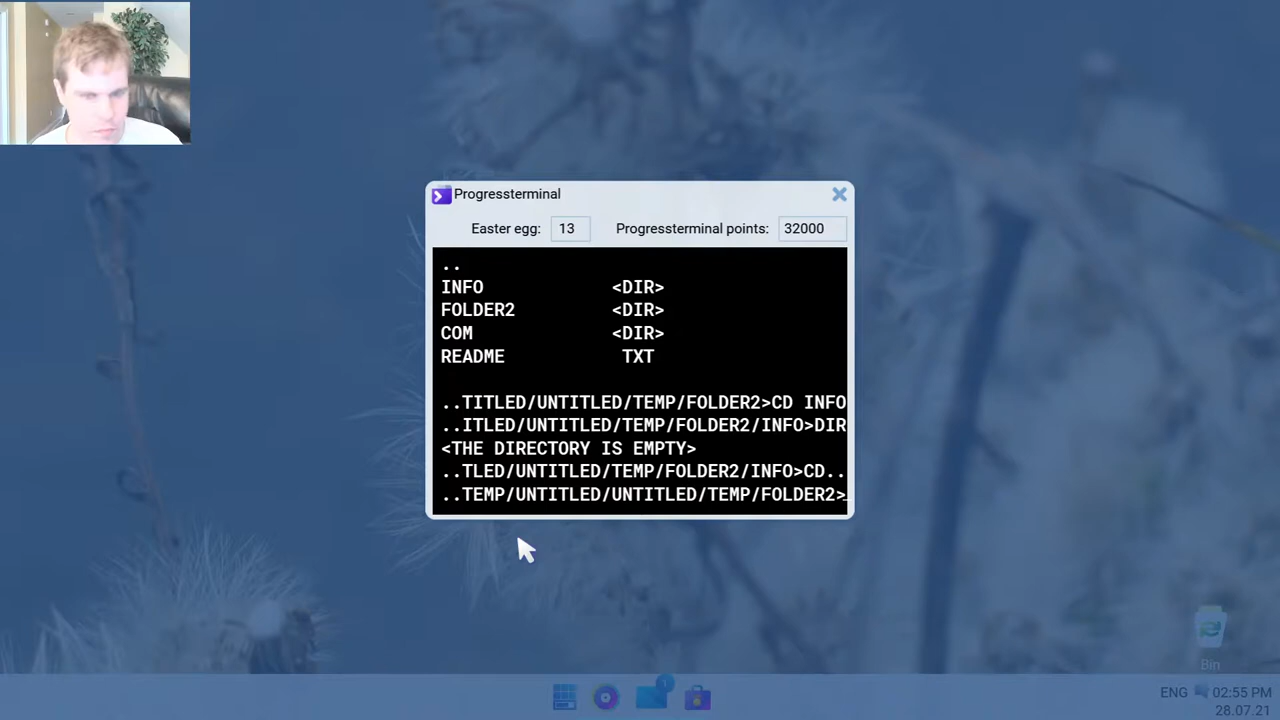 Progressterminal
Easter egg: 13 Progressterminal points: 32000
..
INFO <DIR>
FOLDER2 <DIR>
COM <DIR>
README TXT
..TITLED/UNTITLED/TEMP/FOLDER2>CD INFO
..ITLED/UNTITLED/TEMP/FOLDER2/INFO>DIR
<THE DIRECTORY IS EMPTY>
..TLED/UNTITLED/TEMP/FOLDER2/INFO>CD..
..TEMP/UNTITLED/UNTITLED/TEMP/FOLDER2>_
Bin
1
ENG 02:55 PM
28.07.21